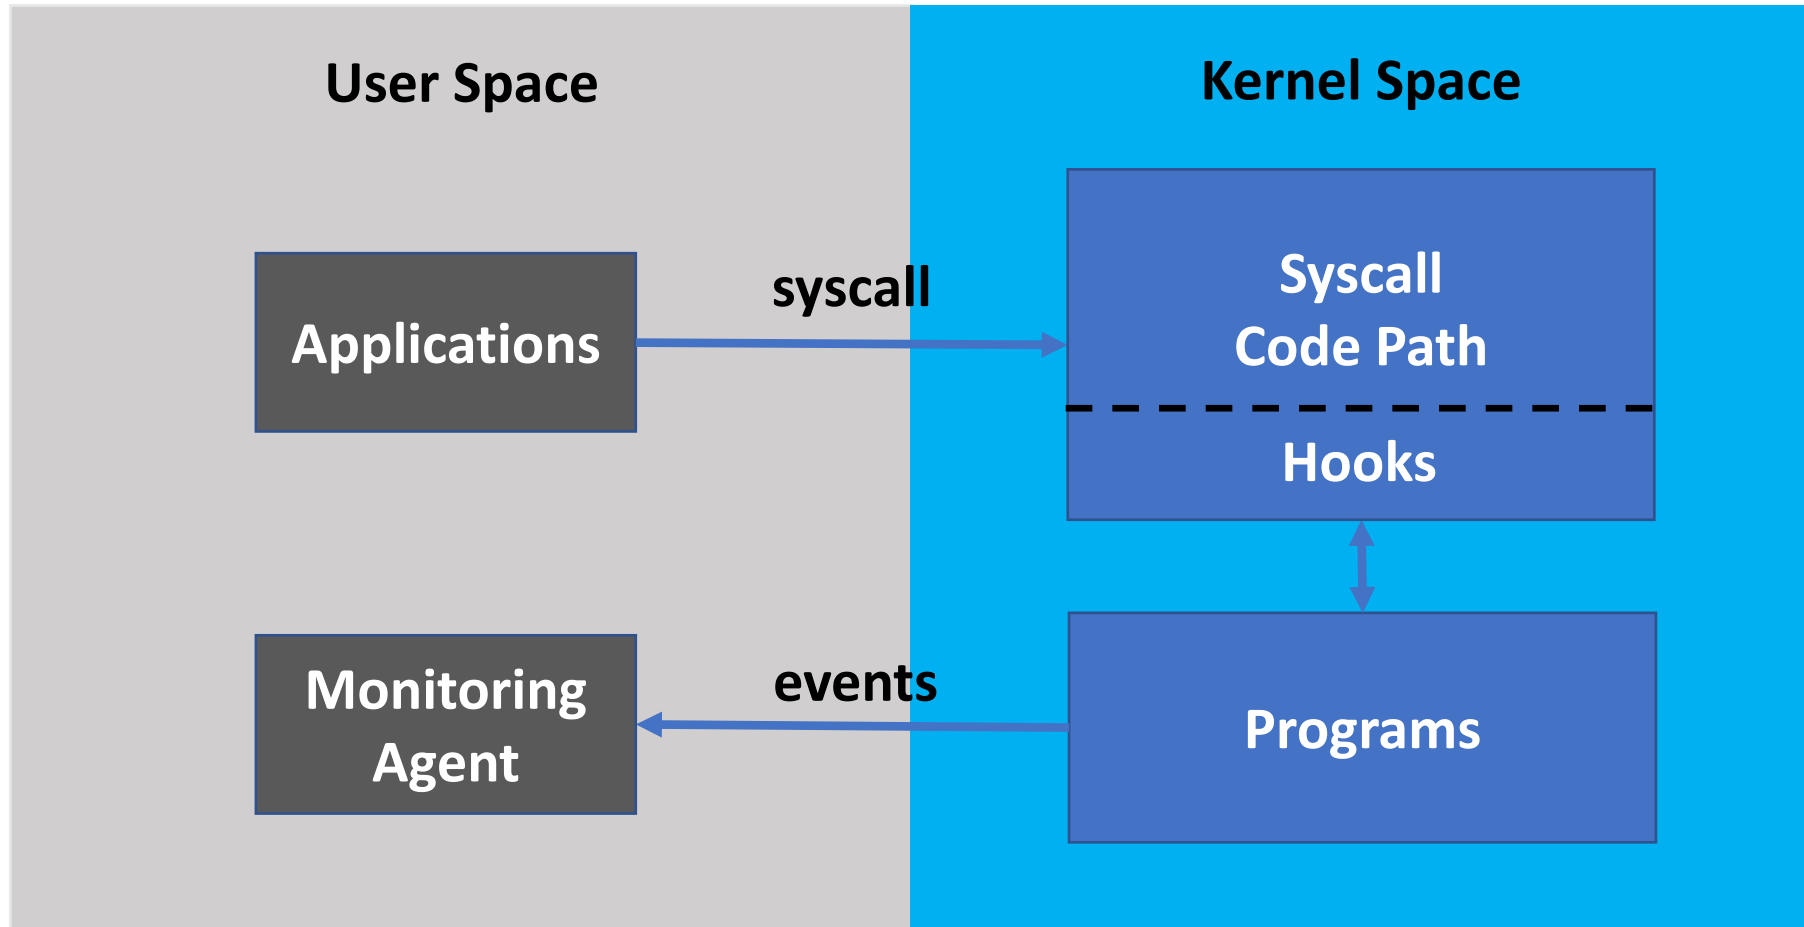 User Space
Kernel Space
Applications
syscall
Syscall
Code Path
Hooks
Monitoring
Agent
events
Programs